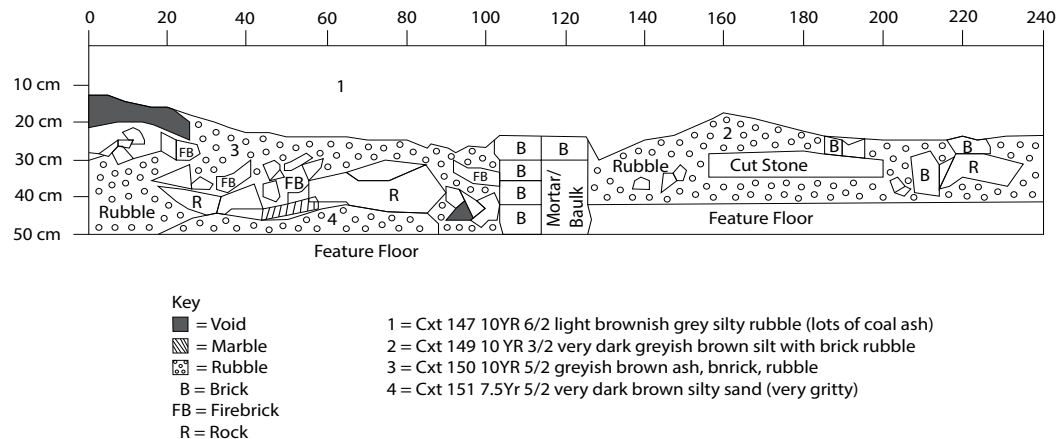 0 20 40 60 80 100 120 140 160 180 200 220 240
10 cm
1
20 cm
2
B B B B
FB 3
30 cm
Rubble Cut Stone
B FB R
FB FB B B
R
40 cm
R
Mortar/
Baulk
Rubble B
4 Feature Floor
50 cm
Feature Floor
Key
= Void 1 = Cxt 147 10YR 6/2 light brownish grey silty rubble (lots of coal ash)
= Marble 2 = Cxt 149 10 YR 3/2 very dark greyish brown silt with brick rubble
= Rubble 3 = Cxt 150 10YR 5/2 greyish brown ash, bnrick, rubble
B = Brick 4 = Cxt 151 7.5Yr 5/2 very dark brown silty sand (very gritty)
FB = Firebrick
R = Rock